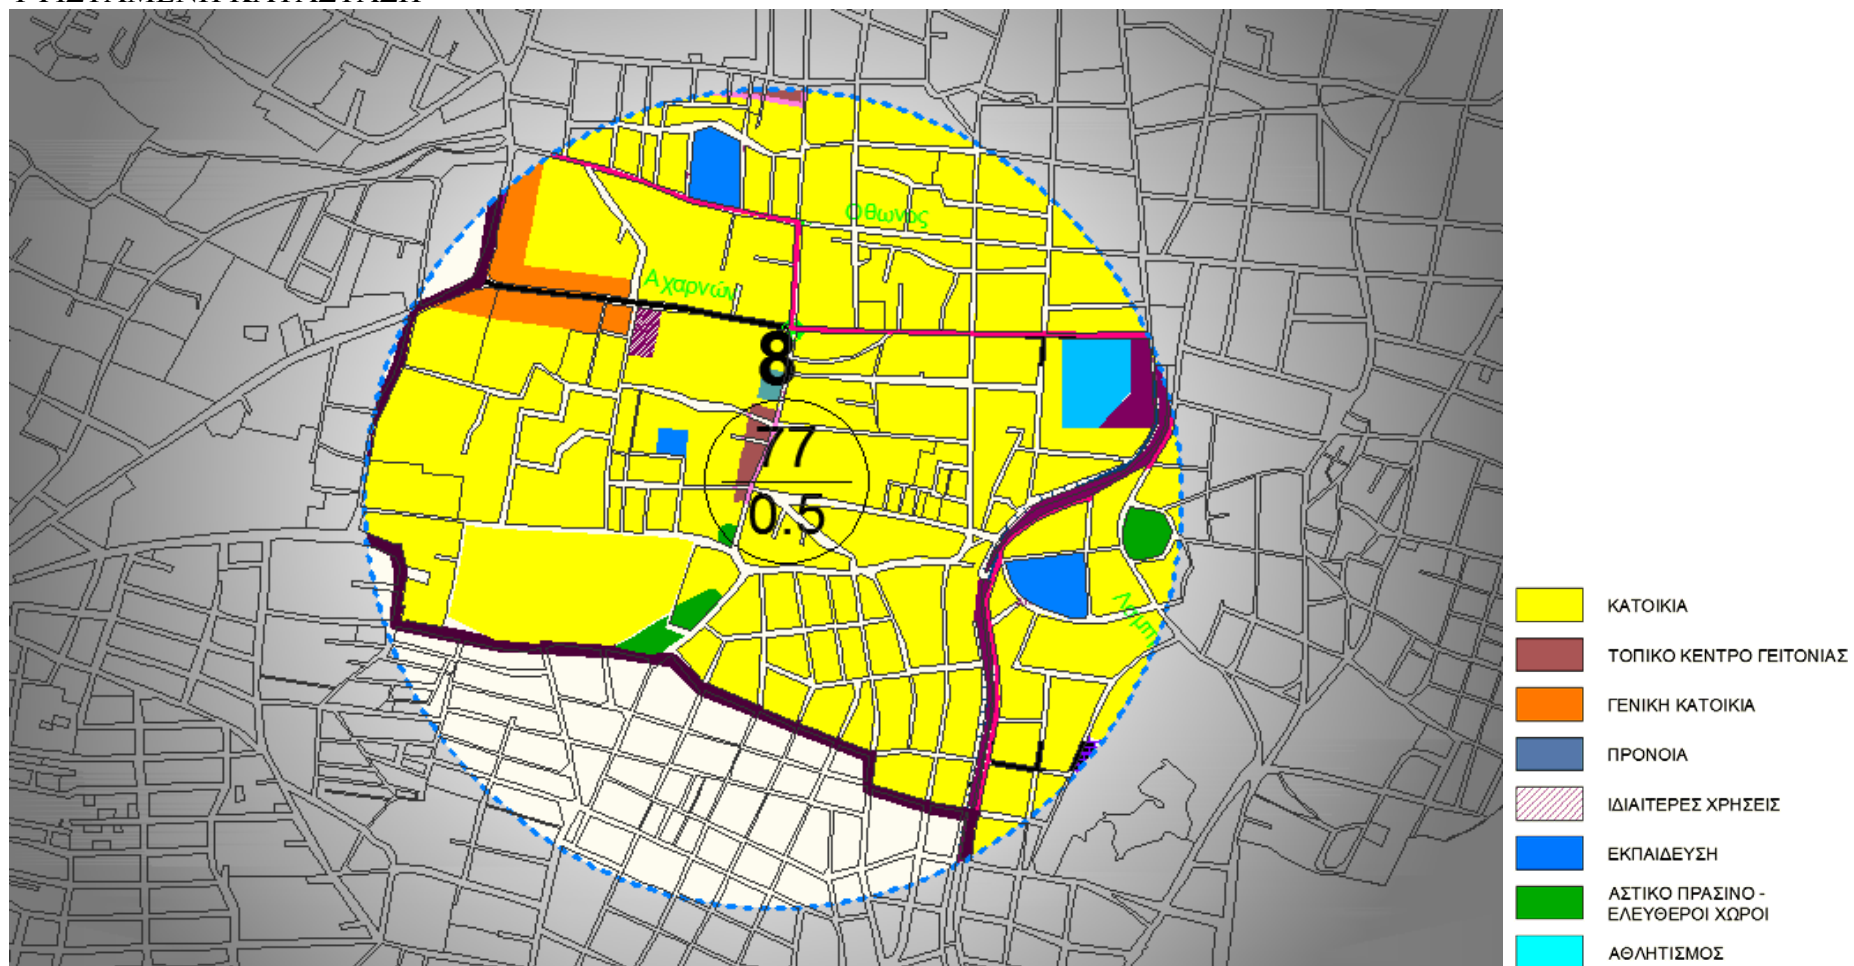 Οθωνος
Αχαρνών
8
77
0.5
ΚΑΤΟΙΚΙΑ
ΤΟΠΙΚΟ ΚΕΝΤΡΟ ΓΕΙΤΟΝΙΑΣ
ΓΕΝΙΚΗ ΚΑΤΟΙΚΙΑ
ΠΡΟΝΟΙΑ
ΙΔΙΑΙΤΕΡΕΣ ΧΡΗΣΕΙΣ
ΕΚΠΑΙΔΕΥΣΗ
ΑΣΤΙΚΟ ΠΡΑΣΙΝΟ -
ΕΛΕΥΘΕΡΟΙ ΧΩΡΟΙ
ΑΘΛΗΤΙΣΜΟΣ